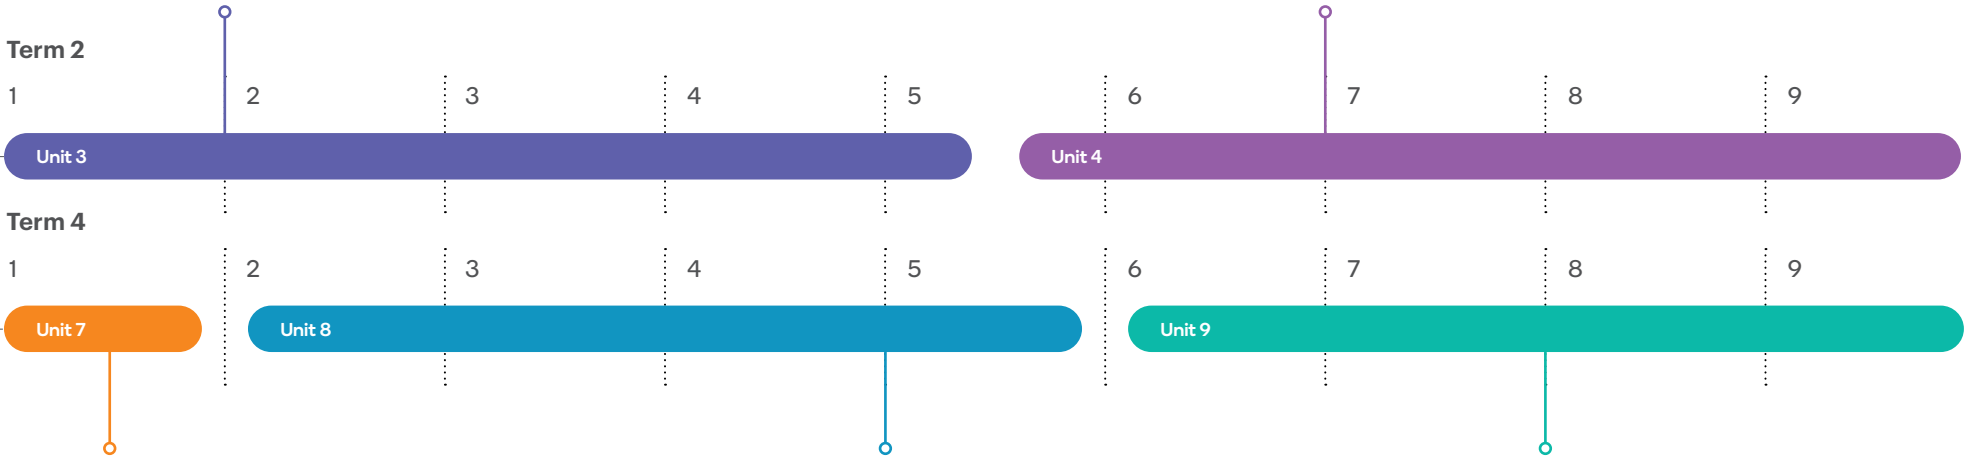 Term 2
1 2 3 4 5 6 7 8 9
Unit 3 Unit 4
Term 4
1 2 3 4 5 6 7 8 9
Unit 7 Unit 8 Unit 9